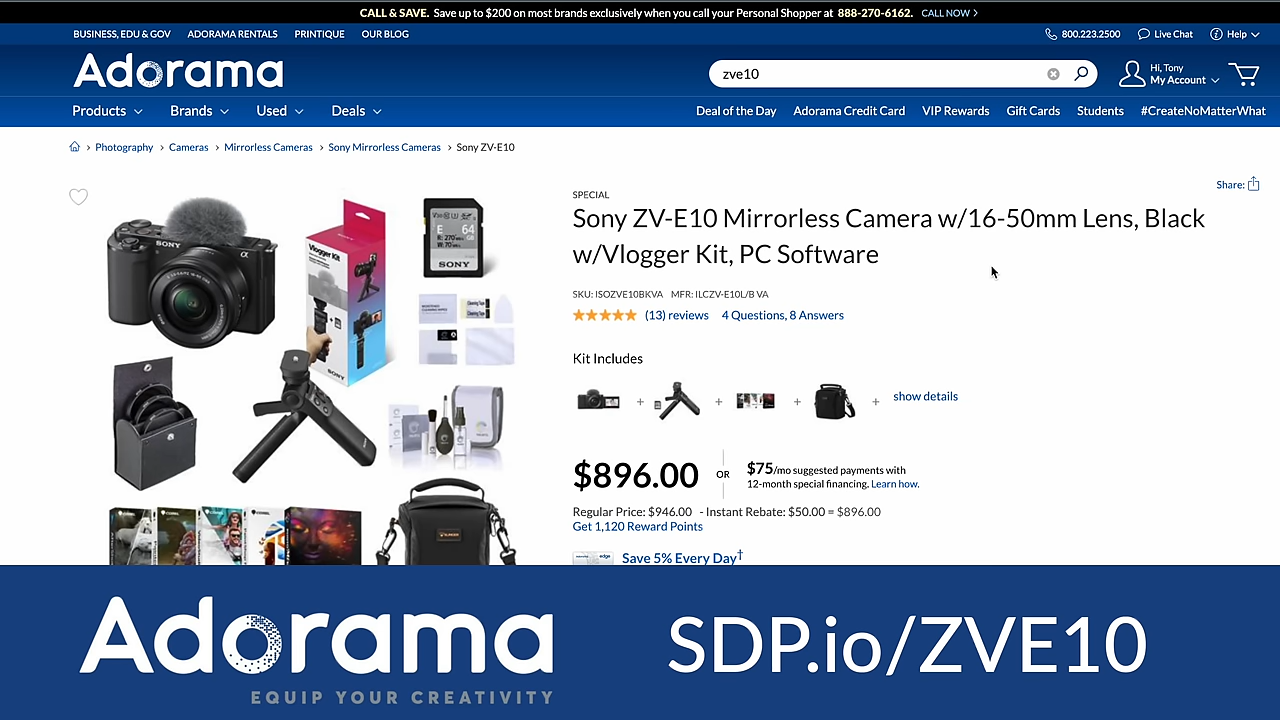 CALL & SAVE. Save up to $200 on most brands exclusively when you call your Personal Shopper at 888-270-6162. CALL NOW >
BUSINESS, EDU & GOV ADORAMA RENTALS PRINTIQUE OUR BLOG
800.223.2500 Live Chat Help
Adorama
zve10
Hi, Tony
My Account
Products Brands Used Deals
Deal of the Day Adorama Credit Card VIP Rewards Gift Cards Students #CreateNoMatterWhat
Photography > Cameras > Mirrorless Cameras > Sony Mirrorless Cameras > Sony ZV-E10
Share:
SPECIAL
Sony ZV-E10 Mirrorless Camera w/16-50mm Lens, Black
w/Vlogger Kit, PC Software
SKU: ISOZVE10BKVA MFR: ILCZV-E10L/B VA
(13) reviews 4 Questions, 8 Answers
Kit Includes
+ + + + show details
$896.00 OR $75/mo suggested payments with
12-month special financing. Learn how.
Regular Price: $946.00 - Instant Rebate: $50.00 = $896.00
Get 1,120 Reward Points
Save 5% Every Day†
SONY
α
Vlogger Kit
SONY
E 64
GB
R: 270
W: 70
SONY
Adorama
EQUIP YOUR CREATIVITY
SDP.io/ZVE10